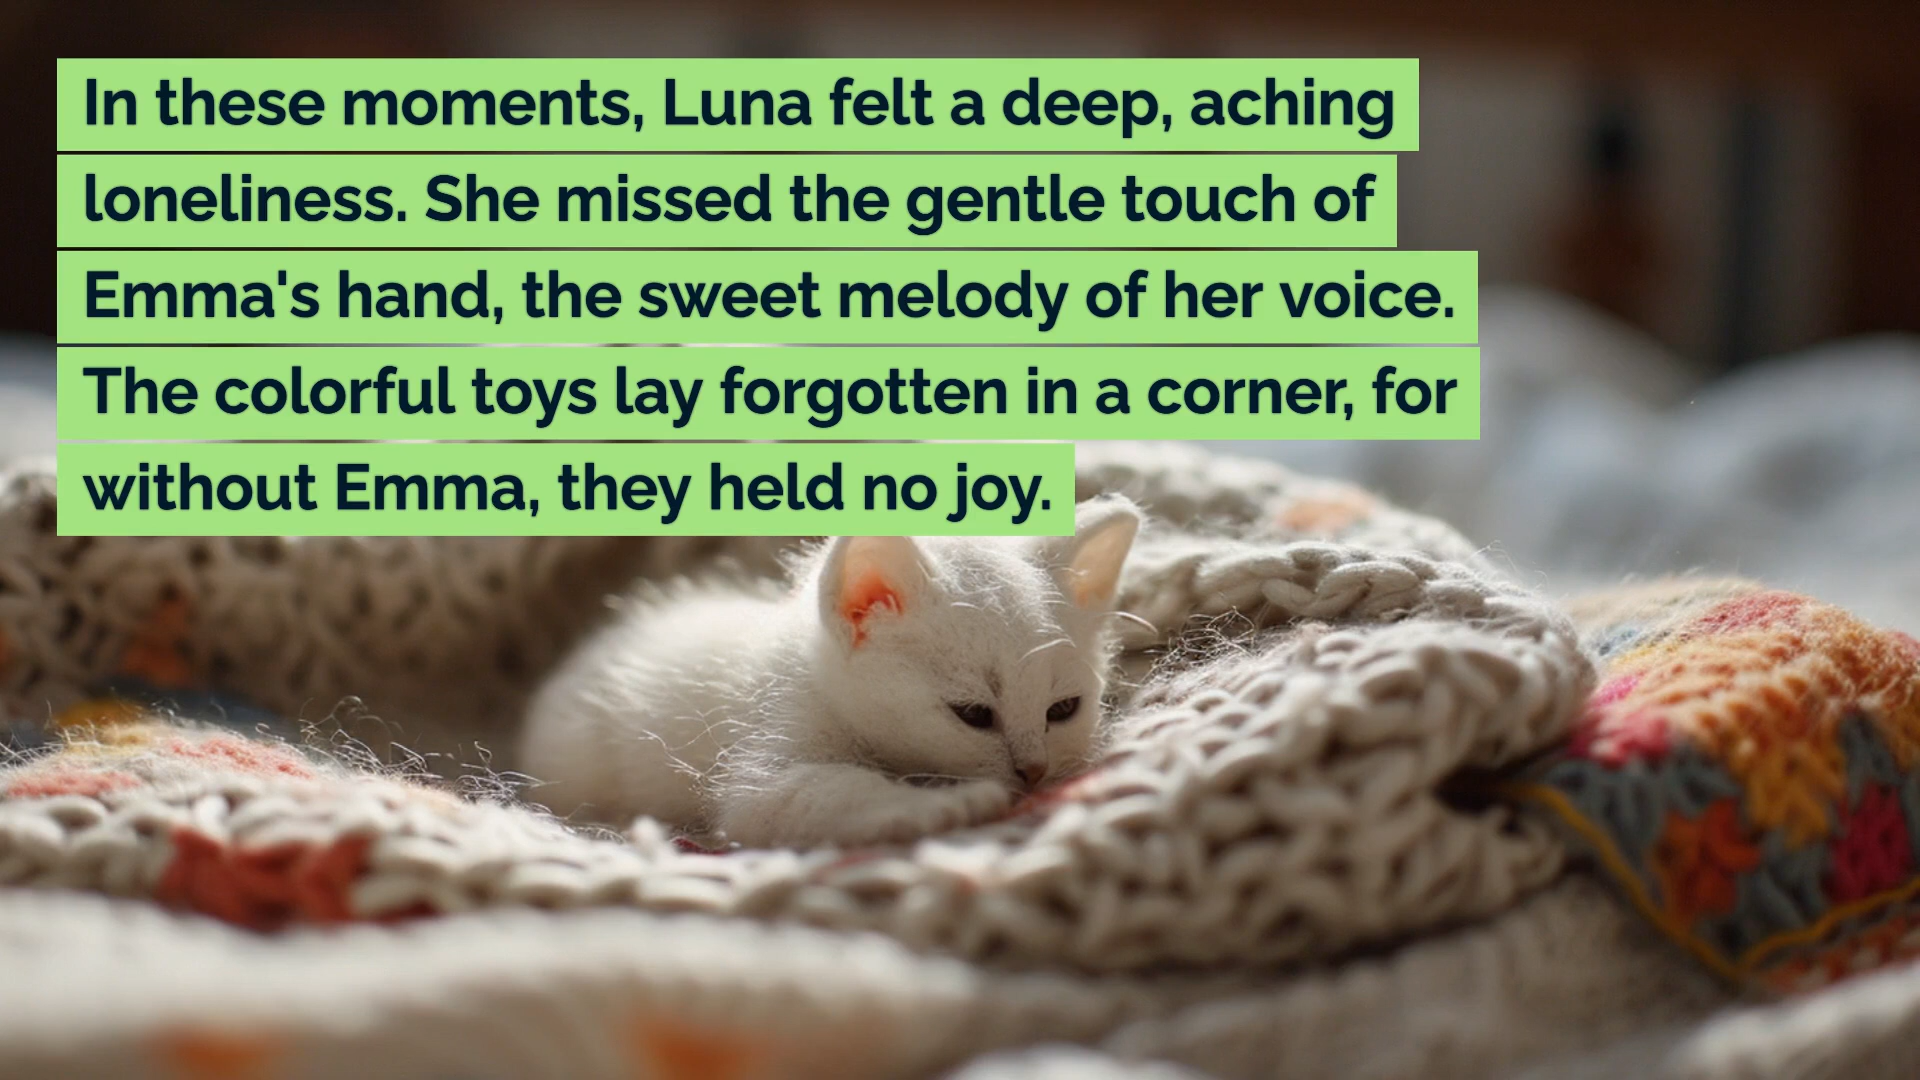 In these moments, Luna felt a deep, aching
loneliness. She missed the gentle touch of
Emma's hand, the sweet melody of her voice.
The colorful toys lay forgotten in a corner, for
without Emma, they held no joy.